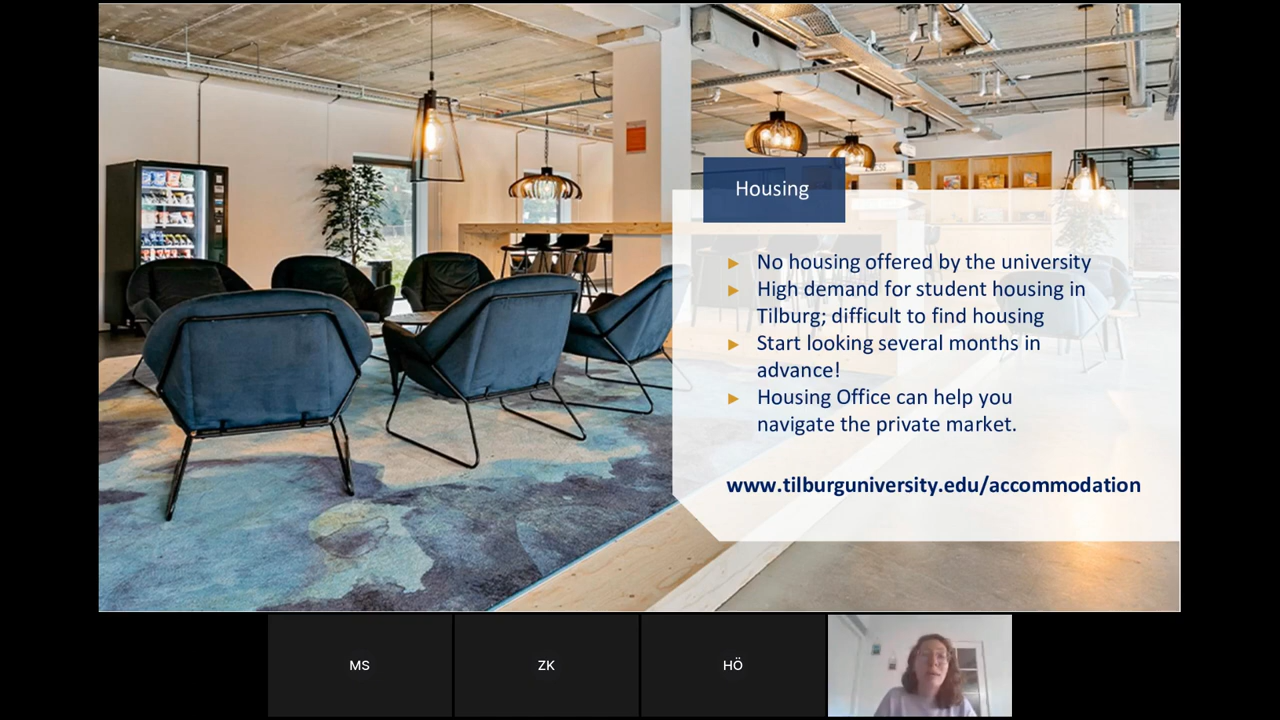 Housing
► No housing offered by the university
► High demand for student housing in
Tilburg; difficult to find housing
► Start looking several months in
advance!
► Housing Office can help you
navigate the private market.
www.tilburguniversity.edu/accommodation
MS
ZK
HÖ